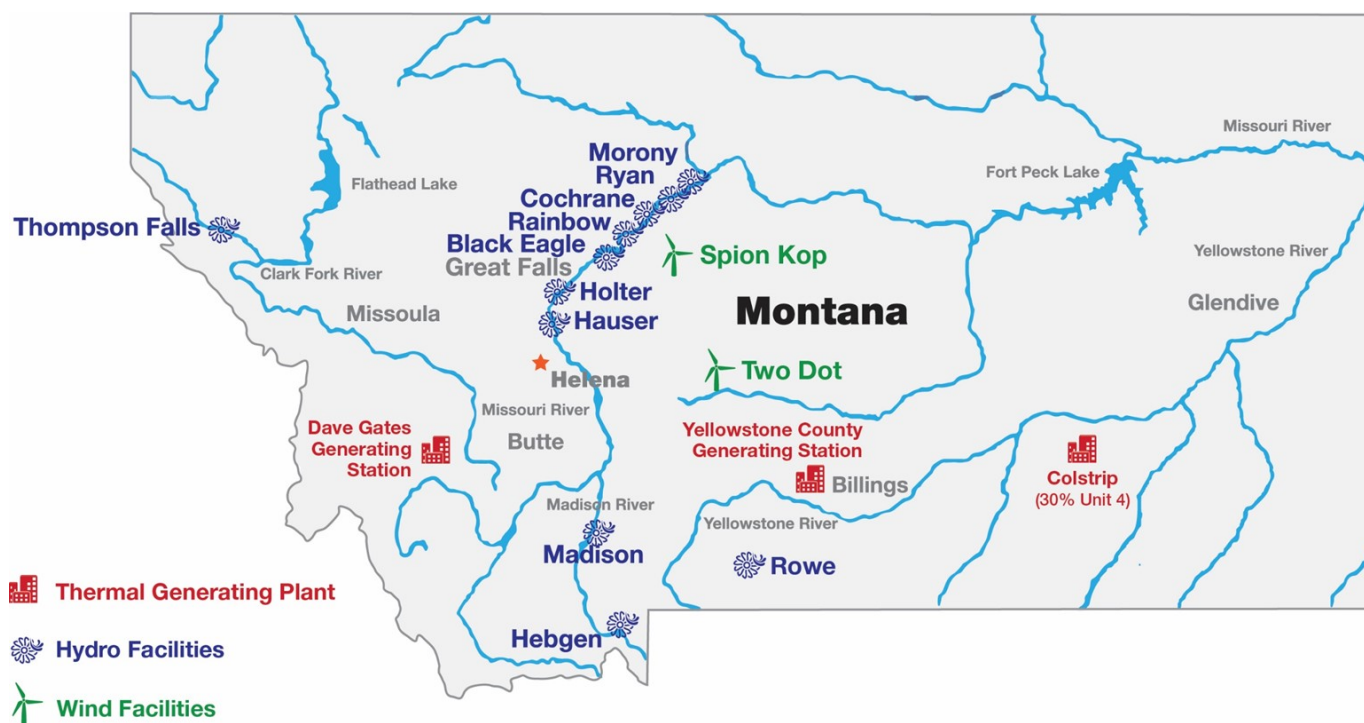 Missouri River
Morony
Ryan
Cochrane
Rainbow
Black Eagle
Great Falls
Flathead Lake
Fort Peck Lake
Thompson Falls
Clark Fork River
Spion Kop
Yellowstone River
Holter
Hauser
Montana
Glendive
Missoula
Helena
Two Dot
Missouri River
Butte
Dave Gates
Generating
Station
Yellowstone County
Generating Station
Billings
Colstrip
(30% Unit 4)
Madison River
Yellowstone River
Madison
Rowe
Hebgen
Thermal Generating Plant
Hydro Facilities
Wind Facilities